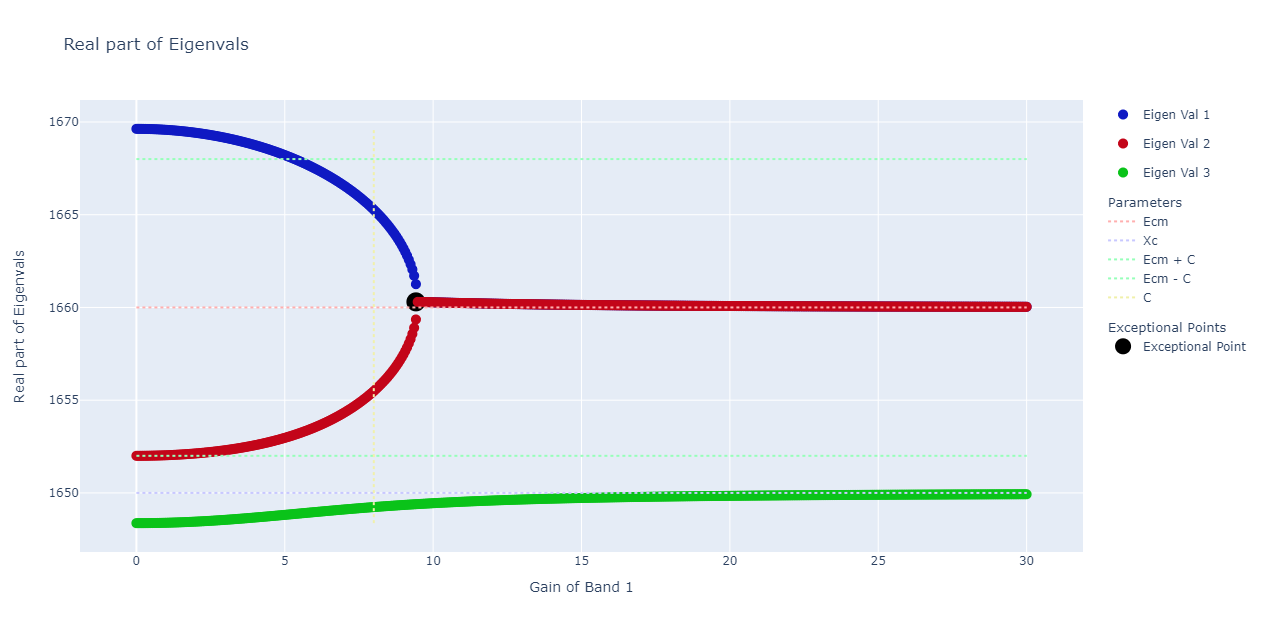 Real part of Eigenvals
Real part of Eigenvals
1670
1665
1660
1655
1650
0 5 10 15 20 25 30
Gain of Band 1
Eigen Val 1
Eigen Val 2
Eigen Val 3
Parameters
Ecm
Xc
Ecm + C
Ecm - C
C
Exceptional Points
Exceptional Point